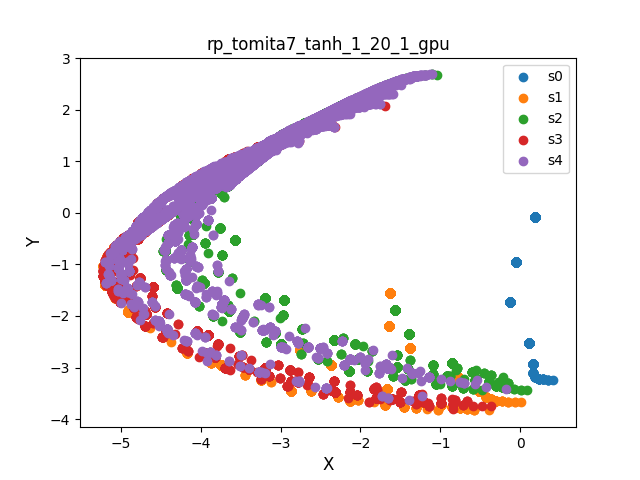 rp_tomita7_tanh_1_20_1_gpu
3
2
1
0
−1
−2
−3
−4
Y
s0
s1
s2
s3
s4
−5 −4 −3 −2 −1 0
X